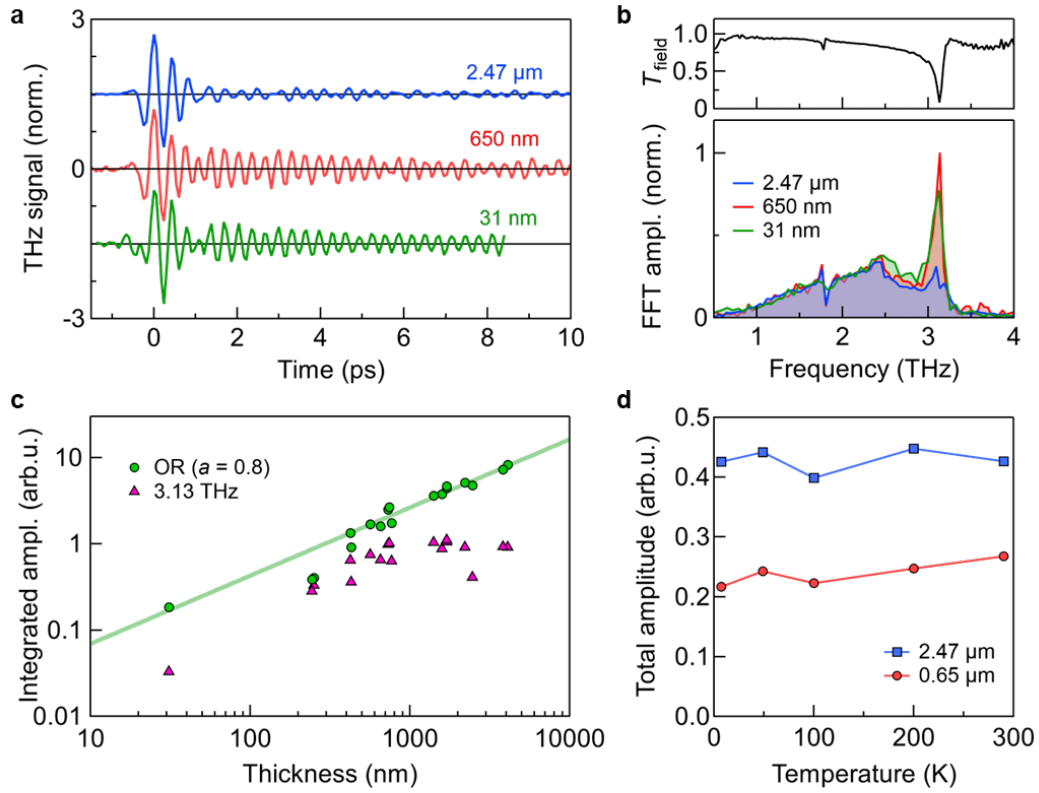 a
3
0
-3
THz signal (norm.)
2.47 μm
650 nm
31 nm
0
2
4
6
8
10
Time (ps)
b
1.0
0.5
0
T_field
1
0
FFT ampl. (norm.)
2.47 μm
650 nm
31 nm
1
2
3
4
Frequency (THz)
c
10
1
0.1
0.01
Integrated ampl. (arb.u.)
OR (a = 0.8)
3.13 THz
10
100
1000
10000
Thickness (nm)
d
0.5
0.4
0.3
0.2
0.1
0.0
Total amplitude (arb.u.)
2.47 μm
0.65 μm
0
100
200
300
Temperature (K)